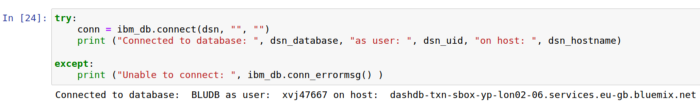 In [24]: try:
conn = ibm_db.connect(dsn, "", "")
print ("Connected to database: ", dsn_database, "as user: ", dsn_uid, "on host: ", dsn_hostname)
except:
print ("Unable to connect: ", ibm_db.conn_errormsg() )
Connected to database:  BLUDB as user:  xvj47667 on host:  dashdb-txn-sbox-yp-lon02-06.services.eu-gb.bluemix.net